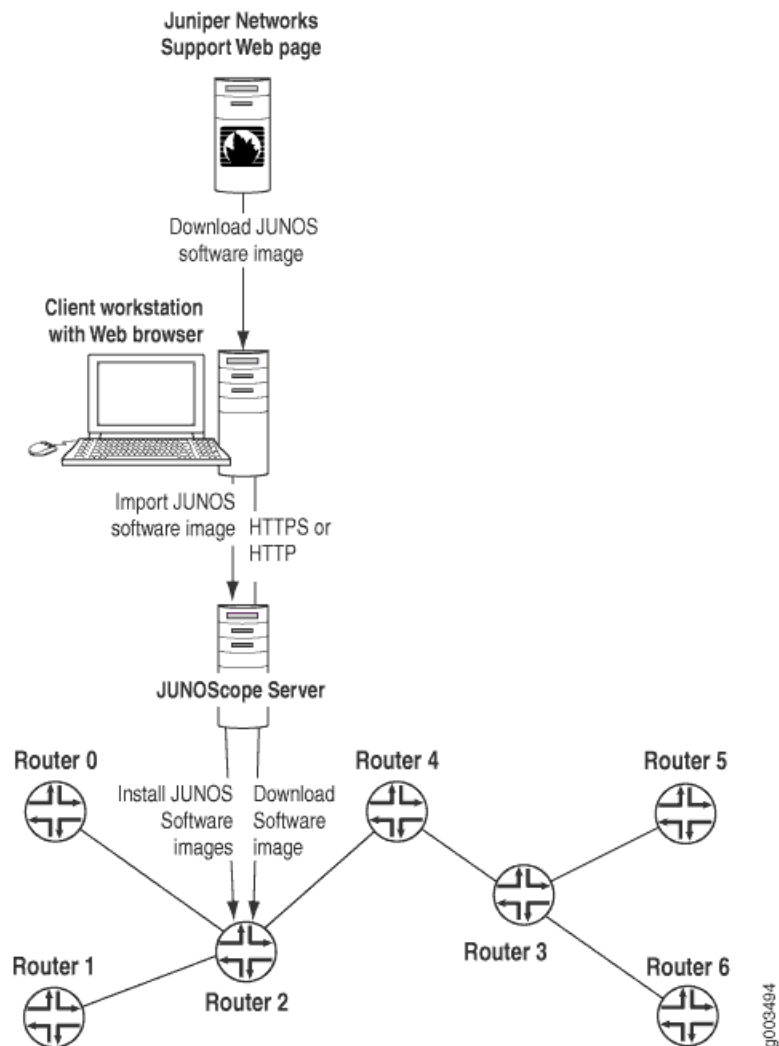 Juniper Networks
Support Web page
Download JUNOS
software image
Client workstation
with Web browser
Import JUNOS
software image
HTTPS or
HTTP
JUNOScope Server
Router 0
Install JUNOS
Software
images
Download
Software
image
Router 4
Router 5
Router 3
Router 1
Router 2
Router 6
g003494